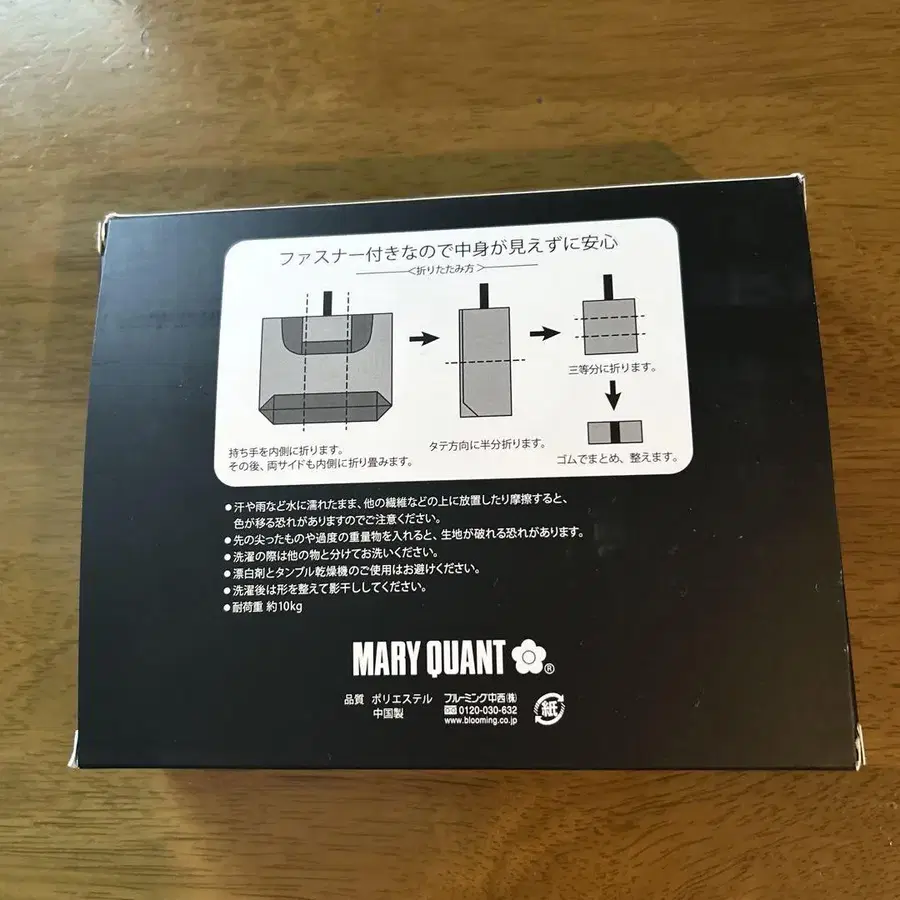 ファスナー付きなので中身が見えずに安心
<折りたたみ方>
持ち手を内側に折ります。
その後、両サイドも内側に折り畳みます。
タテ方向に半分折ります。
三等分に折ります。
ゴムでまとめ、整えます。
●汗や雨など水に濡れたまま、他の繊維などの上に放置したり摩擦すると、
色が移る恐れがありますのでご注意ください。
●先の尖ったものや過度の重量物を入れると、生地が破れる恐れがあります。
●洗濯の際は他の物と分けてお洗いください。
●漂白剤とタンブル乾燥機のご使用はお避けください。
●洗濯後は形を整えて影干ししてください。
●耐荷重 約10kg
MARY QUANT ®
品質 ポリエステル
中国製
ブルーミング中西㈱
0120-030-632
www.blooming.co.jp
紙